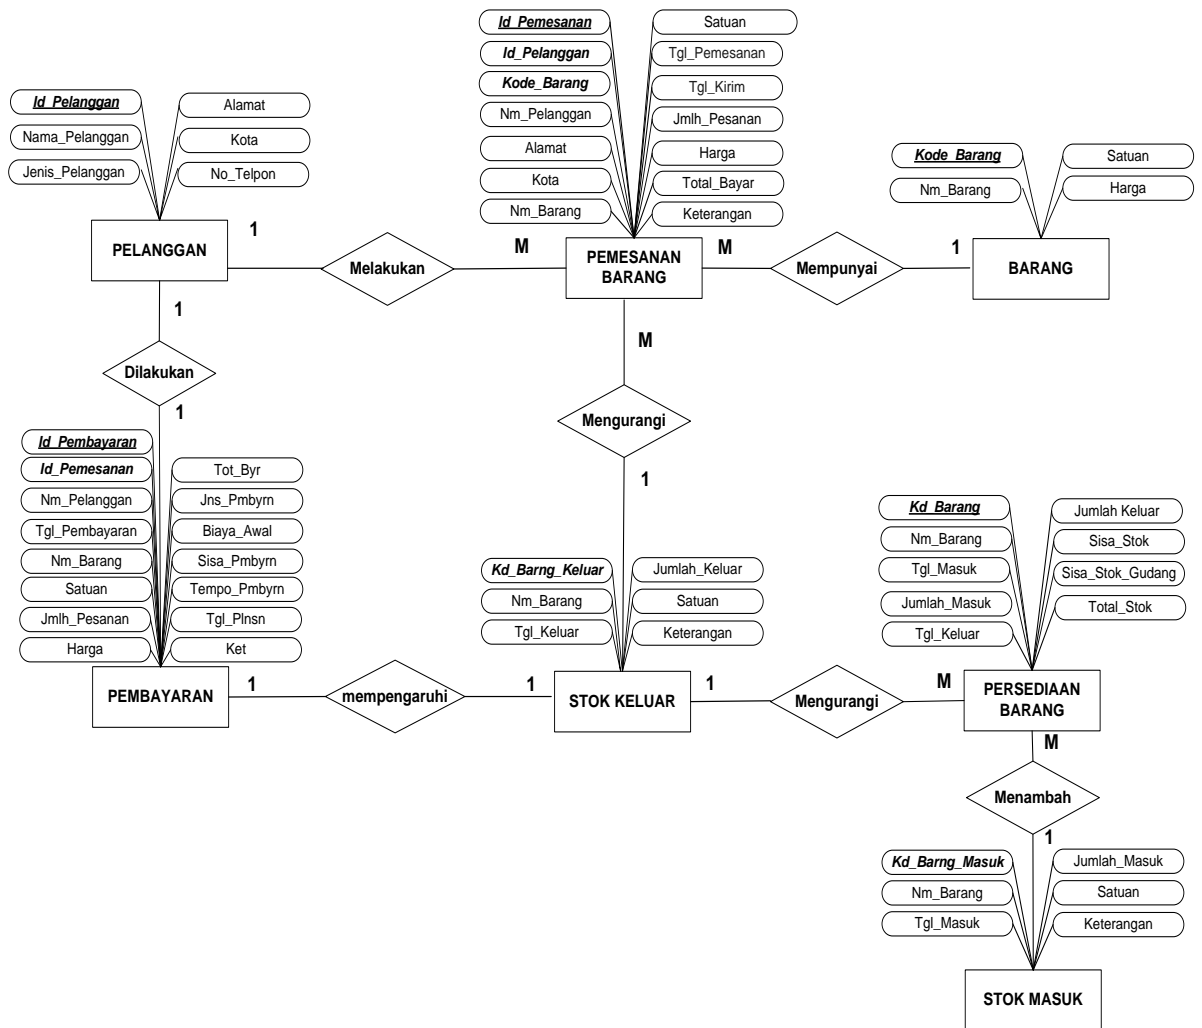 Id_Pemesanan
Id_Pelanggan
Kode_Barang
Nm_Pelanggan
Alamat
Kota
Nm_Barang
Satuan
Tgl_Pemesanan
Tgl_Kirim
Jmlh_Pesanan
Harga
Total_Bayar
Keterangan
Id_Pelanggan
Nama_Pelanggan
Jenis_Pelanggan
Alamat
Kota
No_Telpon
Kode_Barang
Nm_Barang
Satuan
Harga
PELANGGAN
1
Melakukan
M
PEMESANAN
BARANG
M
Mempunyai
1
BARANG
1
Dilakukan
1
M
Mengurangi
1
Id_Pembayaran
Id_Pemesanan
Nm_Pelanggan
Tgl_Pembayaran
Nm_Barang
Satuan
Jmlh_Pesanan
Harga
Tot_Byr
Jns_Pmbyrn
Biaya_Awal
Sisa_Pmbyrn
Tempo_Pmbyrn
Tgl_Plnsn
Ket
Kd_Barng_Keluar
Nm_Barang
Tgl_Keluar
Jumlah_Keluar
Satuan
Keterangan
Kd_Barang
Nm_Barang
Tgl_Masuk
Jumlah_Masuk
Tgl_Keluar
Jumlah Keluar
Sisa_Stok
Sisa_Stok_Gudang
Total_Stok
PEMBAYARAN
1
mempengaruhi
1
STOK KELUAR
1
Mengurangi
M
PERSEDIAAN
BARANG
M
Menambah
1
Kd_Barng_Masuk
Nm_Barang
Tgl_Masuk
Jumlah_Masuk
Satuan
Keterangan
STOK MASUK